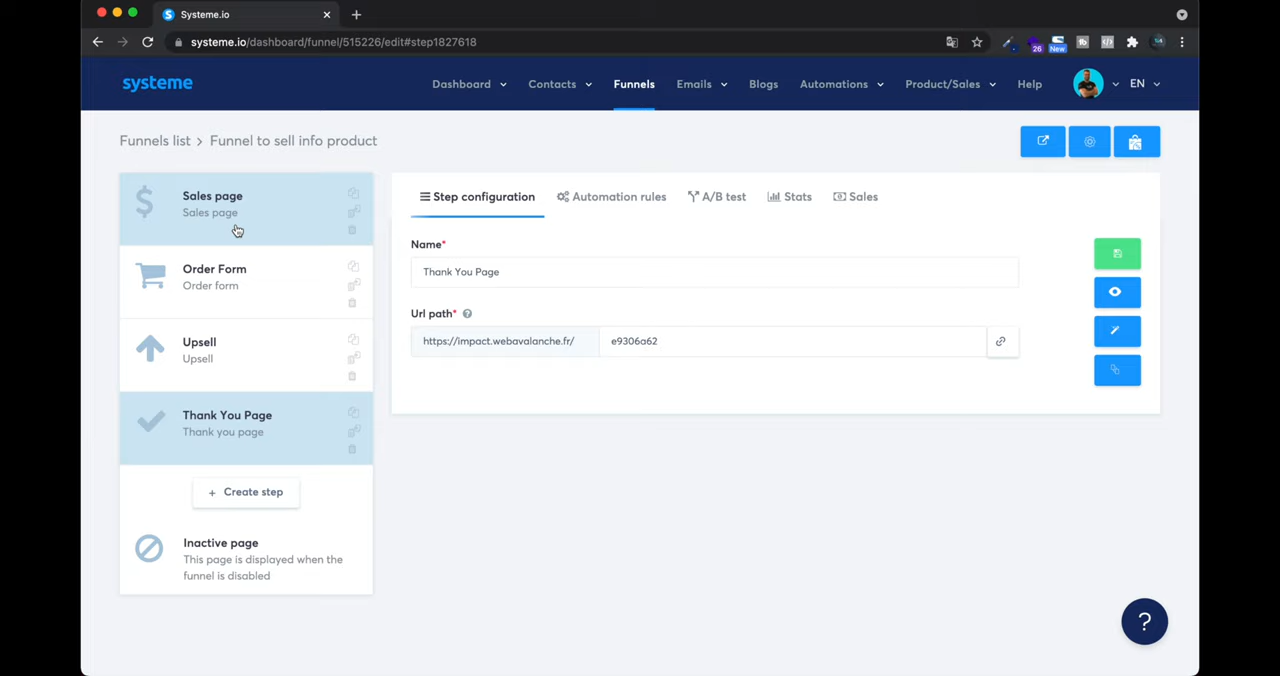 Systeme.io
systeme.io/dashboard/funnel/515226/edit#step1827618
26
New
systeme
Dashboard
Contacts
Funnels
Emails
Blogs
Automations
Product/Sales
Help
EN
Funnels list > Funnel to sell info product
Sales page
Sales page
Order Form
Order form
Upsell
Upsell
Thank You Page
Thank you page
+ Create step
Inactive page
This page is displayed when the
funnel is disabled
Step configuration
Automation rules
A/B test
Stats
Sales
Name*
Thank You Page
Url path* ?
https://impact.webavalanche.fr/
e9306a62
?